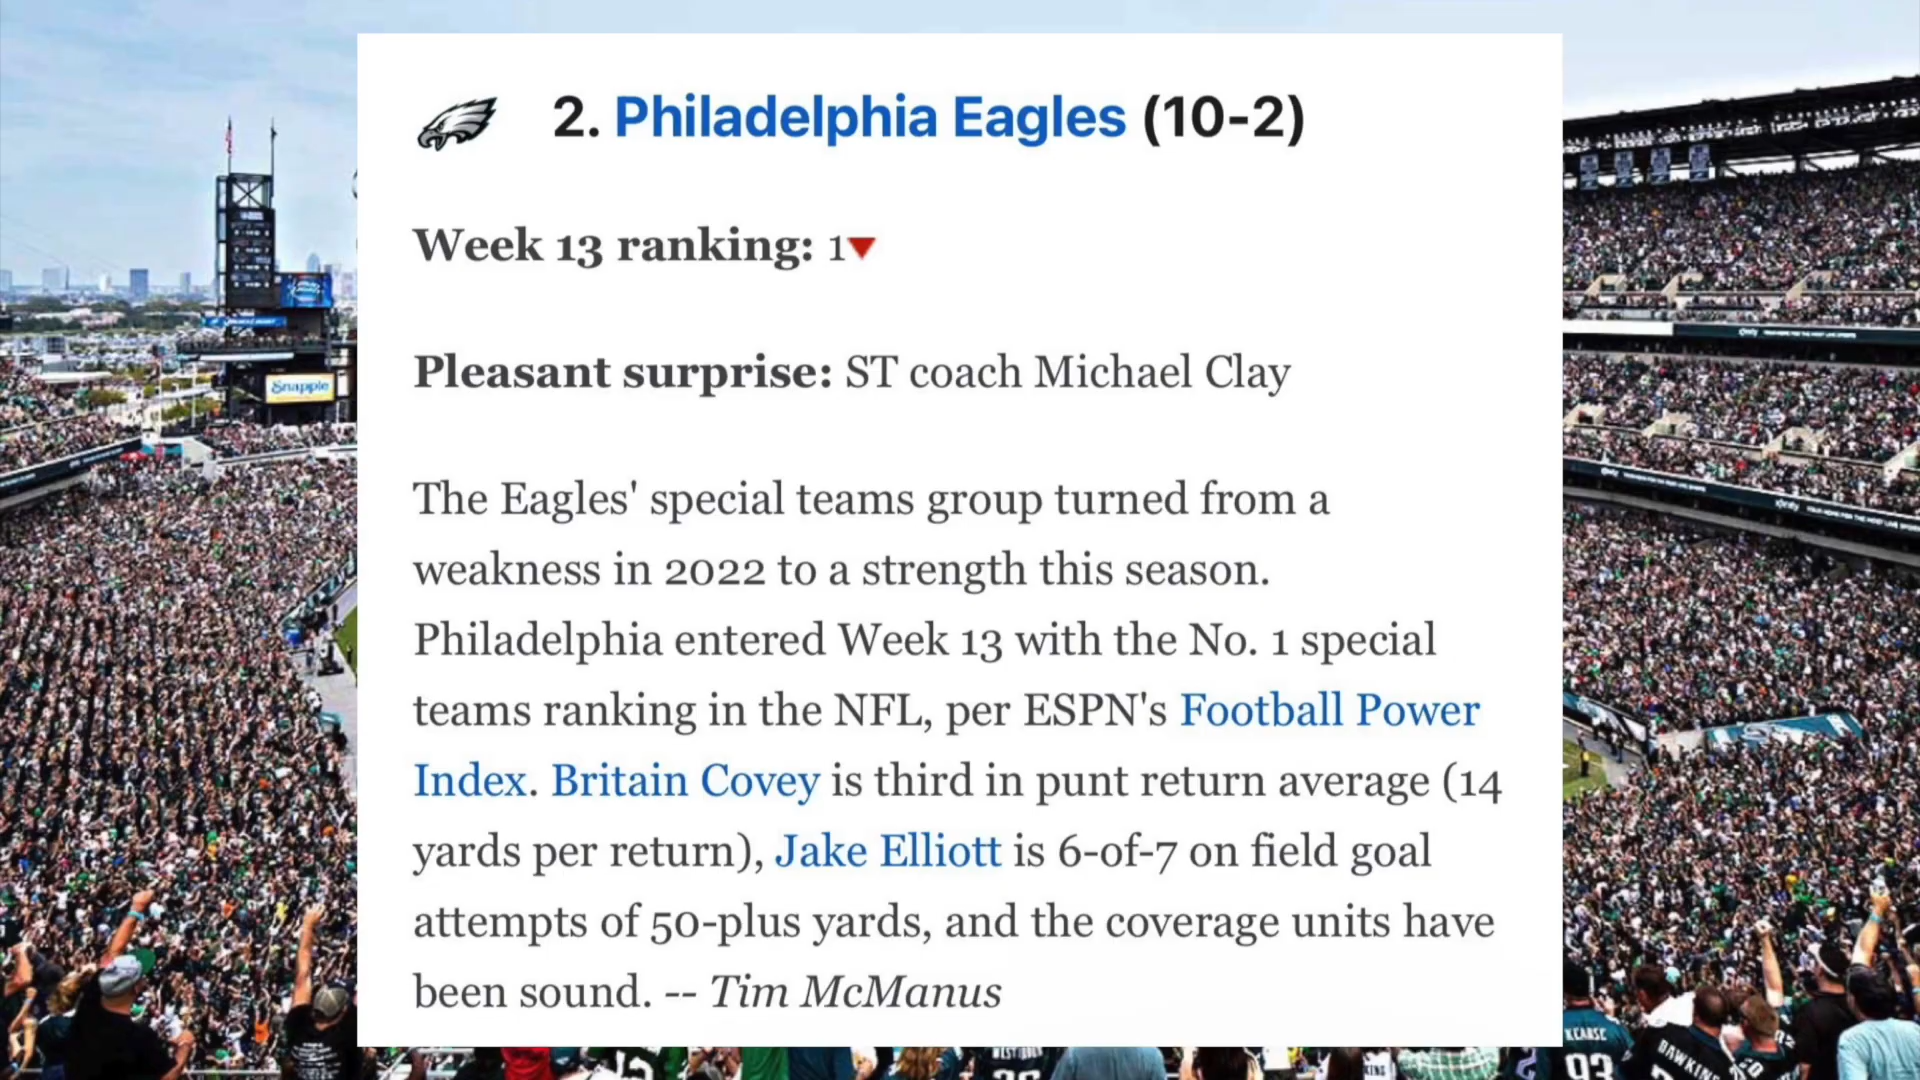 2. Philadelphia Eagles (10-2)
Week 13 ranking: 1
Pleasant surprise: ST coach Michael Clay
The Eagles' special teams group turned from a
weakness in 2022 to a strength this season.
Philadelphia entered Week 13 with the No. 1 special
teams ranking in the NFL, per ESPN's Football Power
Index. Britain Covey is third in punt return average (14
yards per return), Jake Elliott is 6-of-7 on field goal
attempts of 50-plus yards, and the coverage units have
been sound. -- Tim McManus
Snapple
xfinity
KEARSE
93
DAWKINS